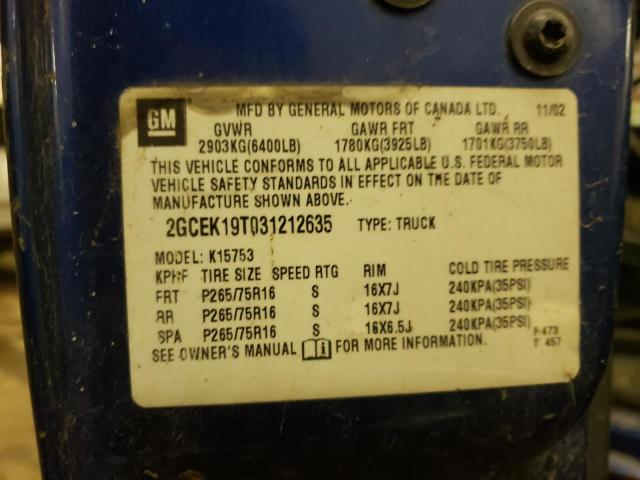 GM
MFD BY GENERAL MOTORS OF CANADA LTD. 11/02
GVWR GAWR FRT GAWR RR
2903KG(6400LB) 1780KG(3925LB) 1701KG(3750LB)
THIS VEHICLE CONFORMS TO ALL APPLICABLE U.S. FEDERAL MOTOR
VEHICLE SAFETY STANDARDS IN EFFECT ON THE DATE OF
MANUFACTURE SHOWN ABOVE.
2GCEK19T031212635 TYPE: TRUCK
MODEL: K15753
TIRE SIZE SPEED RTG RIM COLD TIRE PRESSURE
FRT P265/75R16 S 16X7J 240KPA(35PSI)
RR P265/75R16 S 16X7J 240KPA(35PSI)
SPA P265/75R16 S 16X6.5J 240KPA(35PSI)
SEE OWNER'S MANUAL FOR MORE INFORMATION.
F 473
T 457